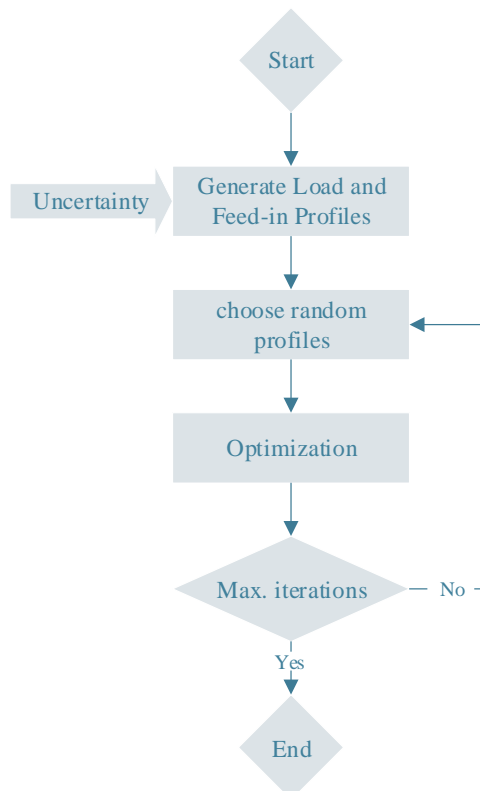 Start
Uncertainty
Generate Load and
Feed-in Profiles
choose random
profiles
Optimization
Max. iterations
No
Yes
End